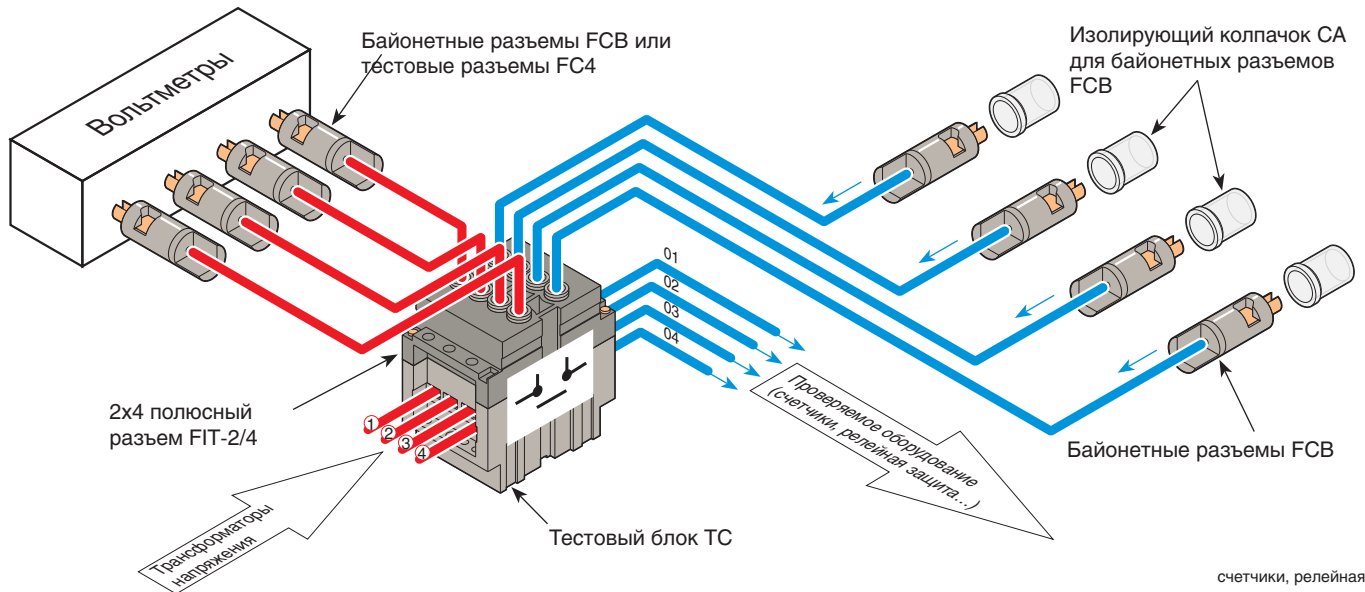 Вольтметры
Байонетные разъемы FCB или
тестовые разъемы FC4
Изолирующий колпачок CA
для байонетных разъемов
FCB
01
02
03
04
2x4 полюсный
разъем FIT-2/4
1
2
3
4
Проверяемое оборудование
(счетчики, релейная защита...)
Байонетные разъемы FCB
Трансформаторы
напряжения
Тестовый блок TC
счетчики, релейная